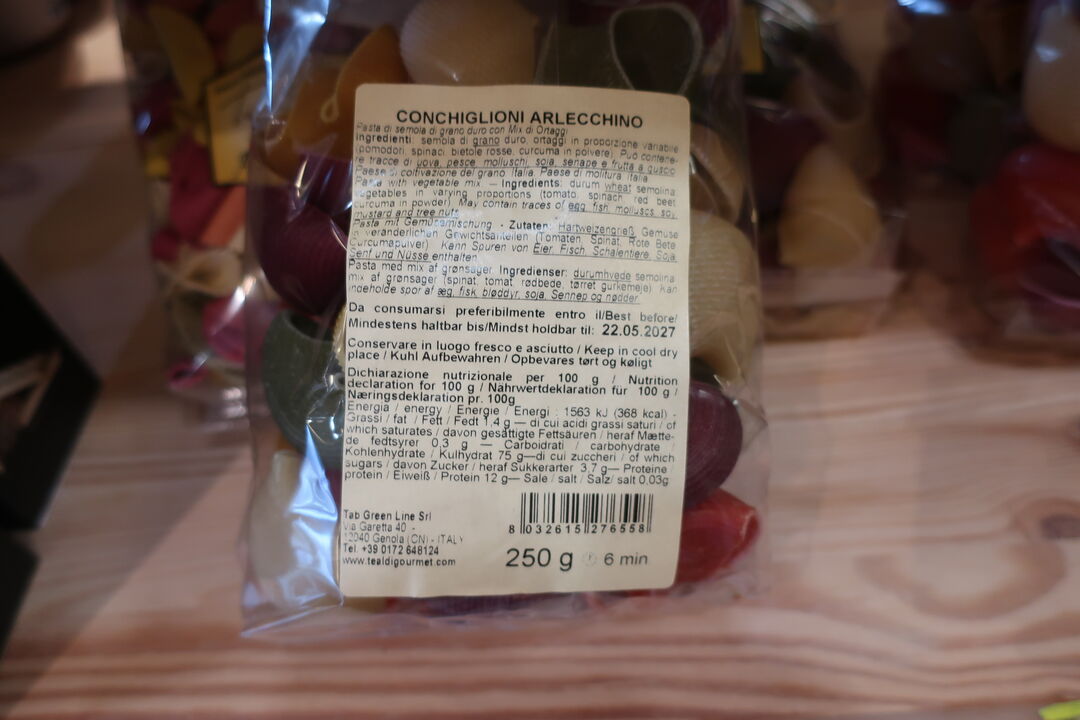 CONCHIGLIONI ARLECCHINO
Pasta di semola di grano duro con Mix di Ortaggi
Ingredienti: semola di grano duro, ortaggi in proporzione variabile
(pomodori, spinaci, bietole rosse, curcuma in polvere). Può contene-
re tracce di uova, pesce, molluschi, soia, senape e frutta a guscio
Paese di coltivazione del grano: Italia. Paese di molitura: Italia
Pasta with vegetable mix. — Ingredients: durum wheat semolina,
vegetables in varying proportions (tomato, spinach, red beet,
curcuma in powder). May contain traces of egg, fish, molluscs, soy,
mustard and tree nuts
Pasta mit Gemüsemischung - Zutaten: Hartweizengrieß, Gemüse
in veränderlichen Gewichtsanteilen (Tomaten, Spinat, Rote Bete
Curcumapulver). Kann Spuren von Eier, Fisch, Schalentiere, Soja,
Senf und Nüsse enthalten
Pasta med mix af grønsager Ingredienser: durumhvede semolina
mix af grønsager (spinat, tomat, rødbede, tørret gurkemeje) Kan
indeholde spor af æg, fisk, bløddyr, soja, Sennep og nødder
Da consumarsi preferibilmente entro il/Best before/
Mindestens haltbar bis/Mindst holdbar til: 22.05.2027
Conservare in luogo fresco e asciutto / Keep in cool dry
place / Kuhl Aufbewahren / Opbevares tørt og køligt
Dichiarazione nutrizionale per 100 g / Nutrition
declaration for 100 g / Nährwertdeklaration für 100 g /
Næringsdeklaration pr. 100g
Energia / energy / Energie / Energi : 1563 kJ (368 kcal) -
Grassi / fat / Fett / Fedt 1,4 g — di cui acidi grassi saturi / of
which saturates / davon gesättigte Fettsäuren / heraf Mætte-
de fedtsyrer 0,3 g — Carboidrati / carbohydrate /
Kohlenhydrate / Kulhydrat 75 g—di cui zuccheri / of which
sugars / davon Zucker / heraf Sukkerarter 3,7 g— Proteine
protein / Eiweiß / Protein 12 g— Sale / salt / Salz/ salt 0,03g
Tab Green Line Srl
Via Garetta 40 -
12040 Genola (CN) - ITALY
Tel. +39 0172 648124
www.tealdigourmet.com
8 032615 276558
250 g 6 min